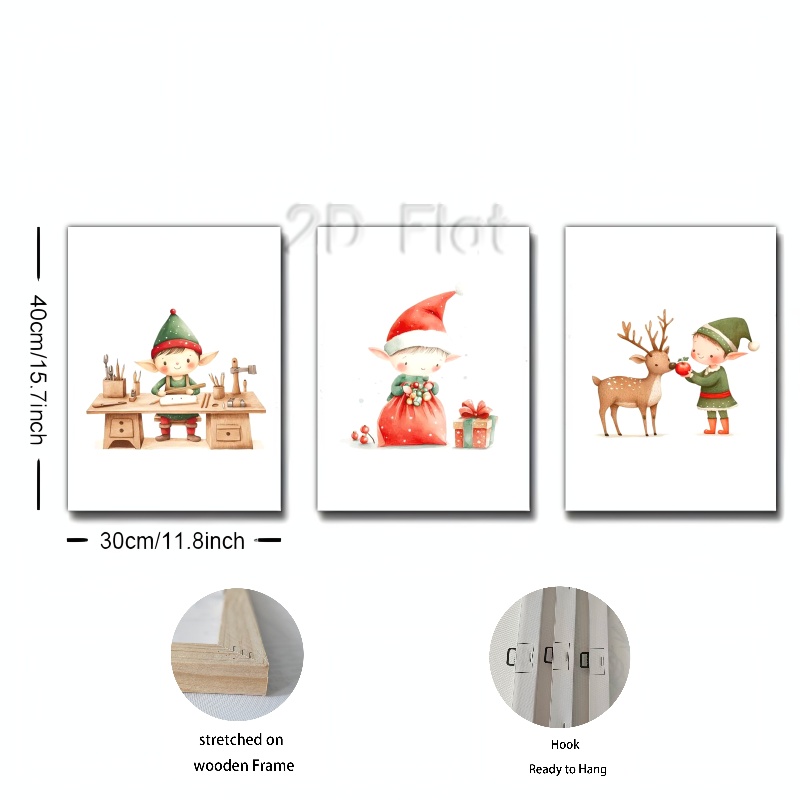 2D Flat
40cm/15.7inch
30cm/11.8inch
stretched on
wooden Frame
Hook
Ready to Hang